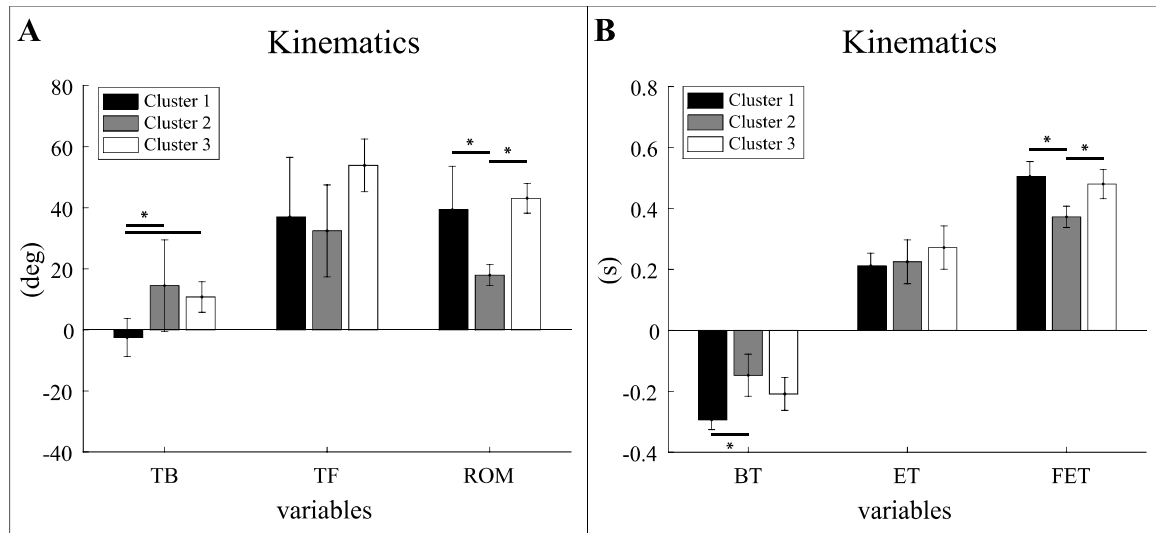 A
Kinematics
80
60
40
20
0
-20
-40
(deg)
Cluster 1
Cluster 2
Cluster 3
*
*
*
TB
TF
ROM
variables
B
Kinematics
0.8
0.6
0.4
0.2
0
-0.2
-0.4
(s)
Cluster 1
Cluster 2
Cluster 3
*
*
*
BT
ET
FET
variables